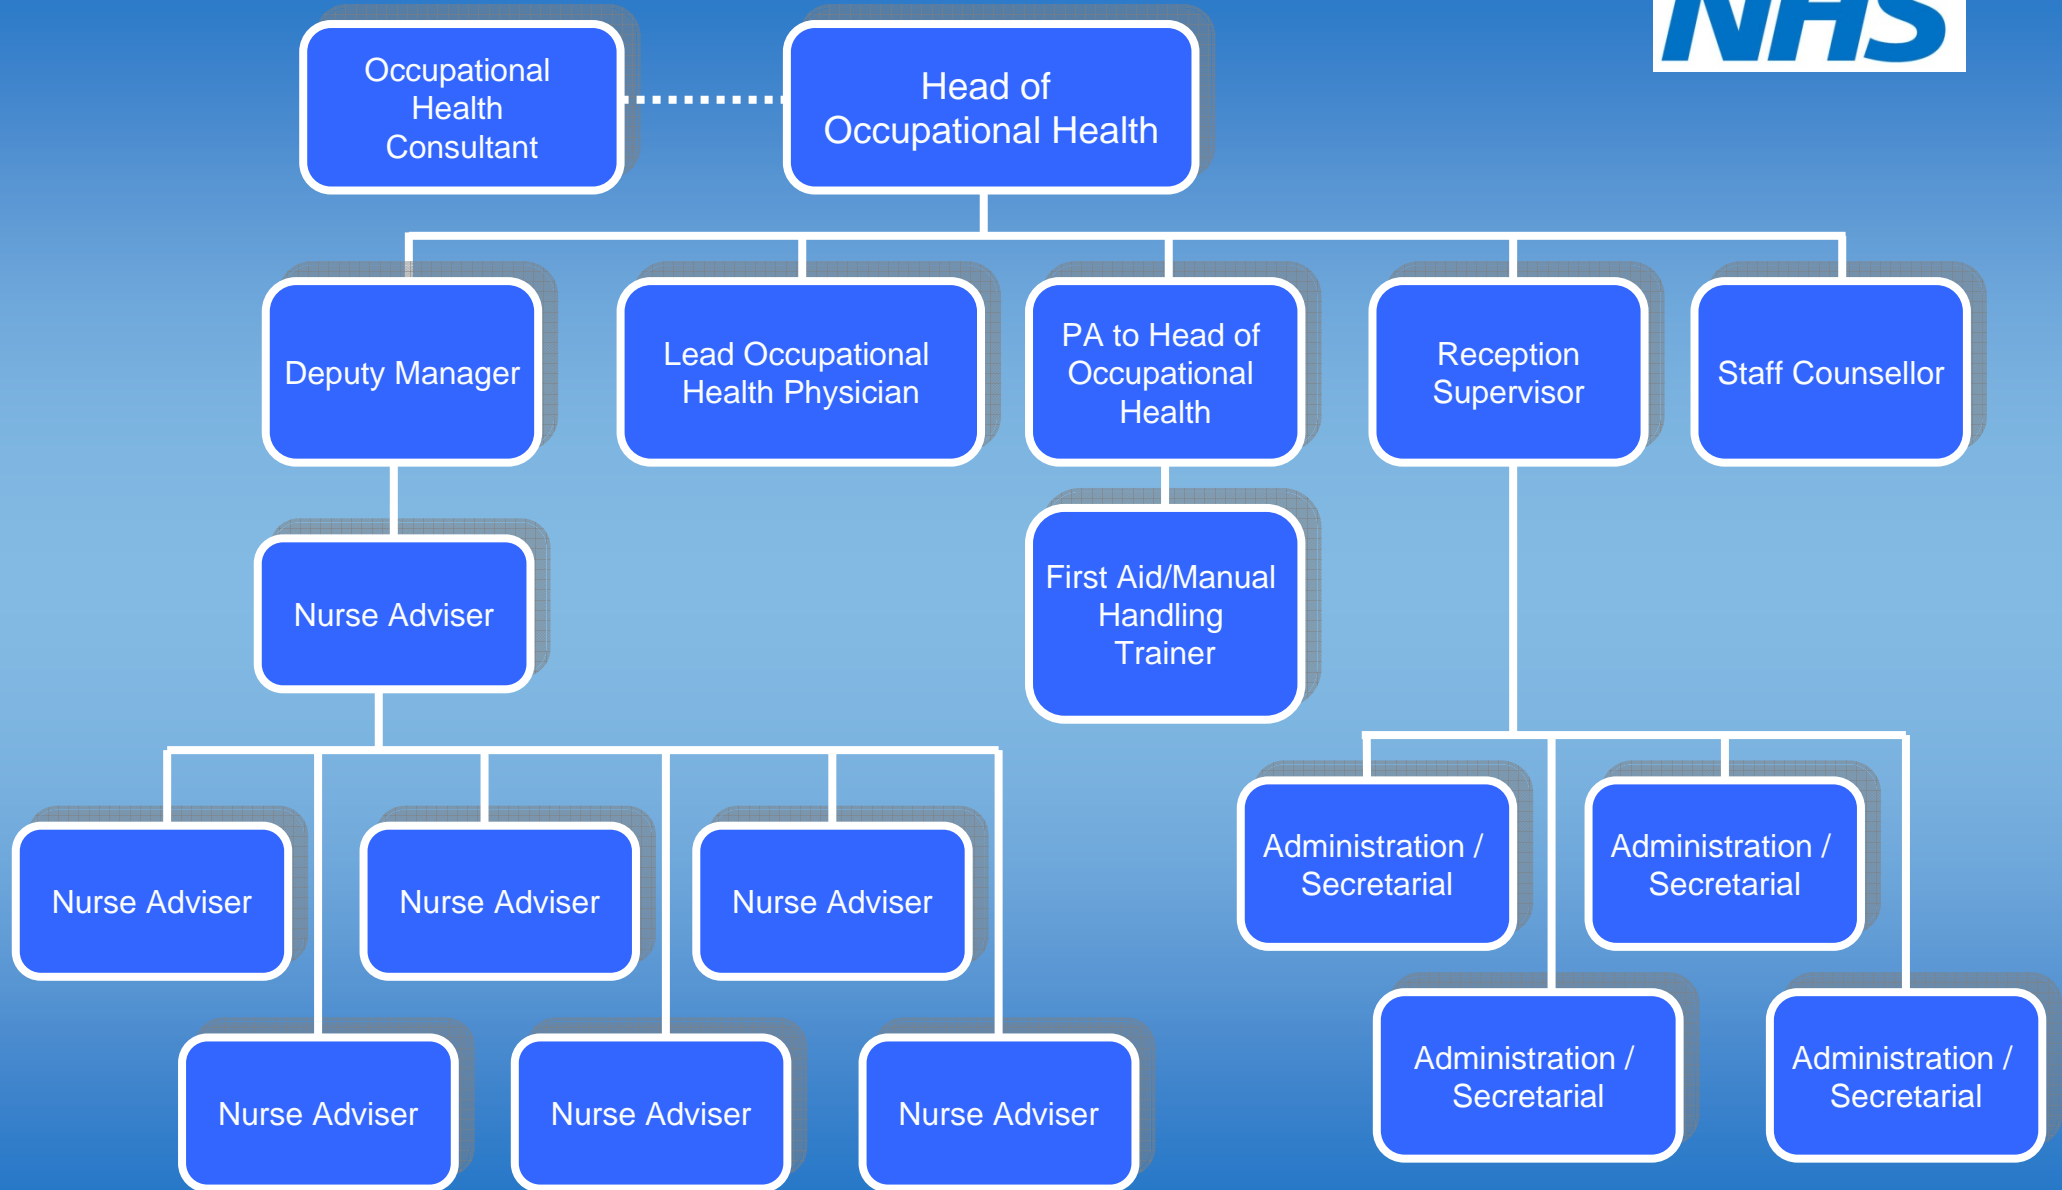 NHS
Occupational
Health
Consultant
Head of
Occupational Health
Deputy Manager
Lead Occupational
Health Physician
PA to Head of
Occupational
Health
Reception
Supervisor
Staff Counsellor
Nurse Adviser
First Aid/Manual
Handling
Trainer
Nurse Adviser
Nurse Adviser
Nurse Adviser
Administration /
Secretarial
Administration /
Secretarial
Nurse Adviser
Nurse Adviser
Nurse Adviser
Administration /
Secretarial
Administration /
Secretarial